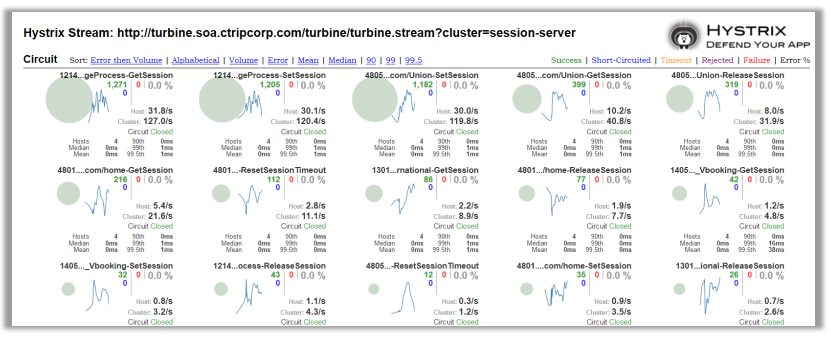 Hystrix Stream: http://turbine.soa.ctripcorp.com/turbine/turbine.stream?cluster=session-server
HYSTRIX
DEFEND YOUR APP
Circuit Sort: Error then Volume | Alphabetical | Volume | Error | Mean | Median | 90 | 99 | 99.5
Success | Short-Circuited | Timeout | Rejected | Failure | Error %
1214...geProcess-GetSession
1,271 | 0 | 0.0 %
0
Host: 31.8/s
Cluster: 127.0/s
Circuit Closed
Hosts 4 90th 0ms
Median 0ms 99th 1ms
Mean 0ms 99.5th 1ms
1214...geProcess-SetSession
1,205 | 0 | 0.0 %
0
Host: 30.1/s
Cluster: 120.4/s
Circuit Closed
Hosts 4 90th 0ms
Median 0ms 99th 1ms
Mean 0ms 99.5th 1ms
4805...com/Union-SetSession
1,182 | 0 | 0.0 %
0
Host: 30.0/s
Cluster: 119.8/s
Circuit Closed
Hosts 4 90th 0ms
Median 0ms 99th 1ms
Mean 0ms 99.5th 1ms
4805...com/Union-GetSession
399 | 0 | 0.0 %
0
Host: 10.2/s
Cluster: 40.8/s
Circuit Closed
Hosts 4 90th 0ms
Median 0ms 99th 1ms
Mean 0ms 99.5th 1ms
4805...Union-ReleaseSession
319 | 0 | 0.0 %
0
Host: 8.0/s
Cluster: 31.9/s
Circuit Closed
Hosts 4 90th 0ms
Median 0ms 99th 1ms
Mean 0ms 99.5th 1ms
4801....com/home-GetSession
216 | 0 | 0.0 %
0
Host: 5.4/s
Cluster: 21.6/s
Circuit Closed
Hosts 4 90th 0ms
Median 0ms 99th 1ms
Mean 0ms 99.5th 1ms
4801...-ResetSessionTimeout
112 | 0 | 0.0 %
0
Host: 2.8/s
Cluster: 11.1/s
Circuit Closed
Hosts 4 90th 0ms
Median 0ms 99th 1ms
Mean 0ms 99.5th 1ms
1301...rnational-GetSession
86 | 0 | 0.0 %
0
Host: 2.2/s
Cluster: 8.9/s
Circuit Closed
Hosts 4 90th 0ms
Median 0ms 99th 1ms
Mean 0ms 99.5th 1ms
4801.../home-ReleaseSession
77 | 0 | 0.0 %
0
Host: 1.9/s
Cluster: 7.7/s
Circuit Closed
Hosts 4 90th 0ms
Median 0ms 99th 1ms
Mean 0ms 99.5th 1ms
1405..._Vbooking-GetSession
42 | 0 | 0.0 %
0
Host: 1.2/s
Cluster: 4.8/s
Circuit Closed
Hosts 4 90th 0ms
Median 0ms 99th 16ms
Mean 0ms 99.5th 38ms
1405..._Vbooking-SetSession
32 | 0 | 0.0 %
0
Host: 0.8/s
Cluster: 3.2/s
Circuit Closed
1214...ocess-ReleaseSession
43 | 0 | 0.0 %
0
Host: 1.1/s
Cluster: 4.3/s
Circuit Closed
4805...-ResetSessionTimeout
12 | 0 | 0.0 %
0
Host: 0.3/s
Cluster: 1.2/s
Circuit Closed
4801....com/home-SetSession
35 | 0 | 0.0 %
0
Host: 0.9/s
Cluster: 3.5/s
Circuit Closed
1301...ional-ReleaseSession
26 | 0 | 0.0 %
0
Host: 0.7/s
Cluster: 2.6/s
Circuit Closed